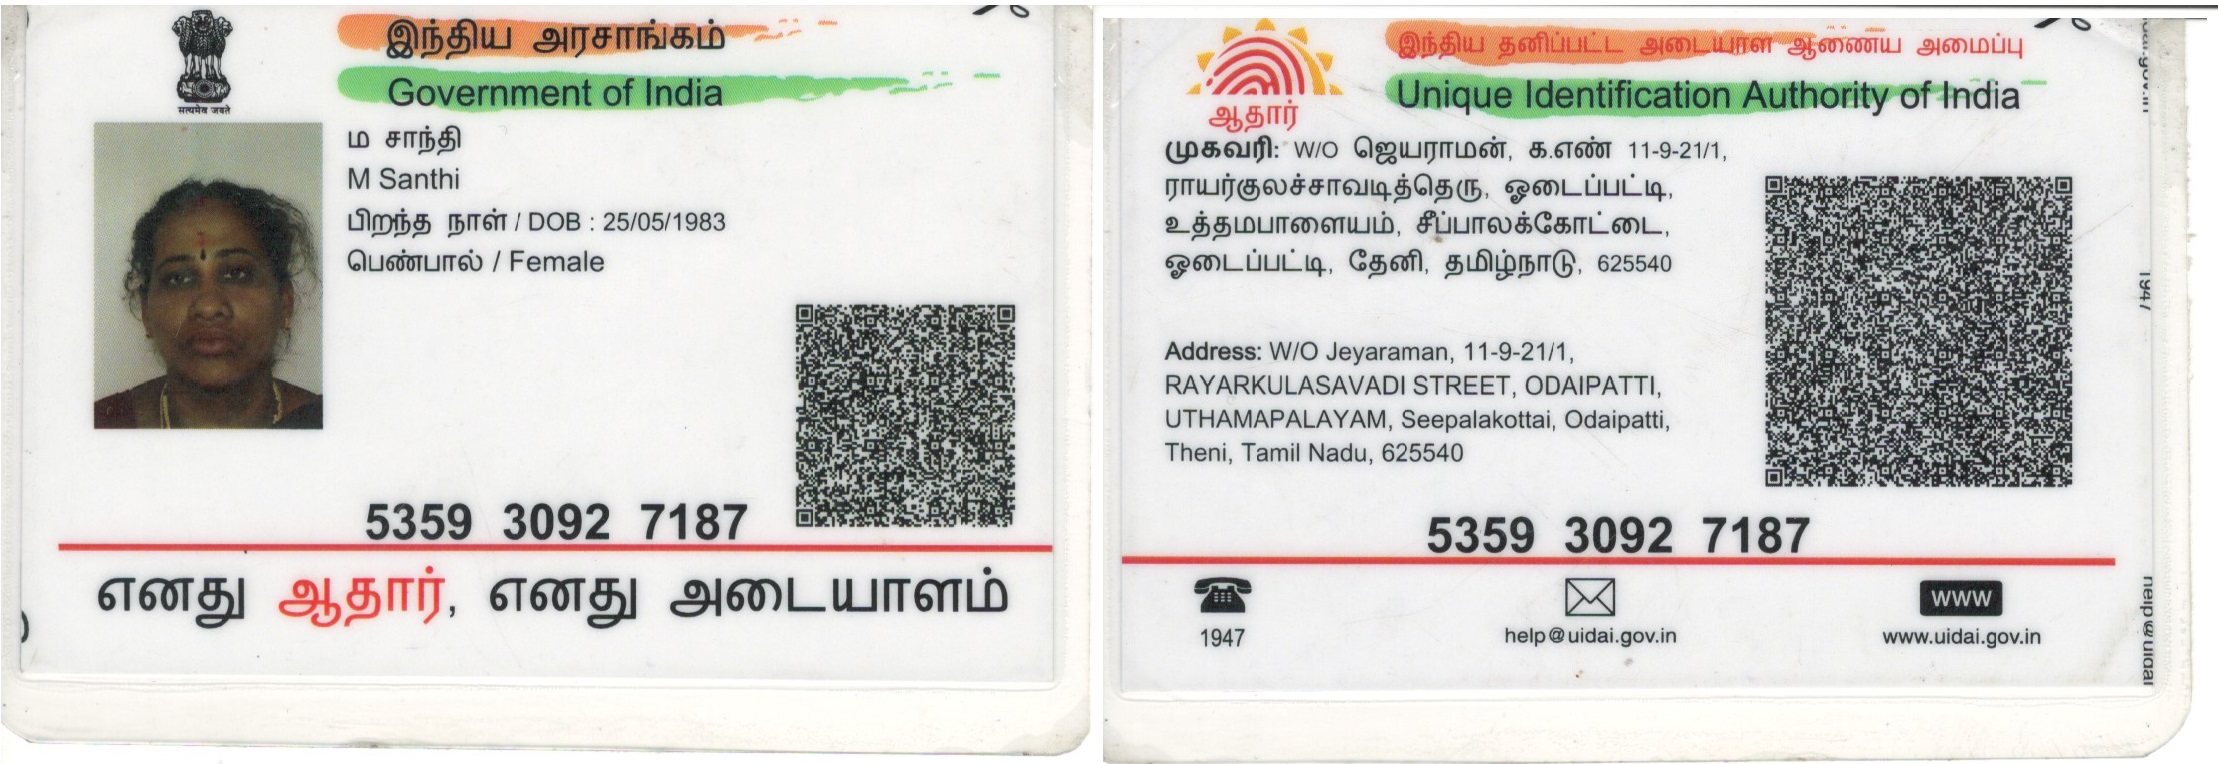 இந்திய அரசாங்கம்
Government of India
सत्यमेव जयते
ம சாந்தி
M Santhi
பிறந்த நாள் / DOB : 25/05/1983
பெண்பால் / Female
5359 3092 7187
எனது ஆதார், எனது அடையாளம்
இந்திய தனிப்பட்ட அடையாள ஆணைய அமைப்பு
Unique Identification Authority of India
ஆதார்
முகவரி: W/O ஜெயராமன், க.எண் 11-9-21/1,
ராயர்குலச்சாவடித்தெரு, ஓடைப்பட்டி,
உத்தமபாளையம், சீப்பாலக்கோட்டை,
ஓடைப்பட்டி, தேனி, தமிழ்நாடு, 625540
Address: W/O Jeyaraman, 11-9-21/1,
RAYARKULASAVADI STREET, ODAIPATTI,
UTHAMAPALAYAM, Seepalakottai, Odaipatti,
Theni, Tamil Nadu, 625540
5359 3092 7187
1947
help@uidai.gov.in
WWW
www.uidai.gov.in
1947